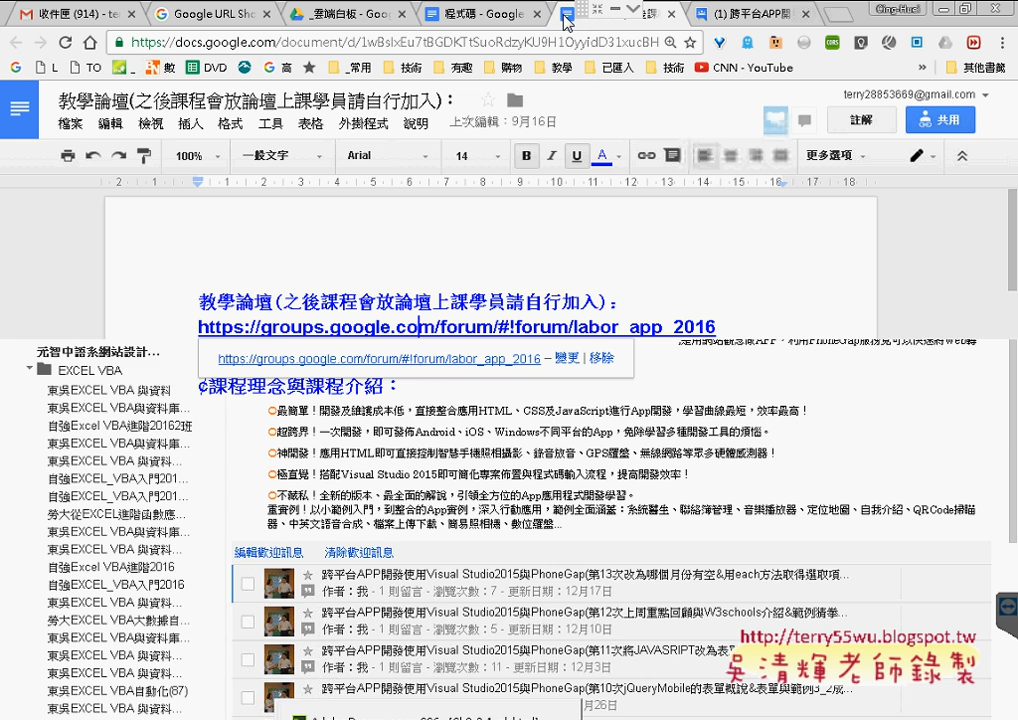 收件匣 (914) - te
Google URL Sho
_雲端白板 - Goo
程式碼 - Google
(1) 跨平台APP開
Ching-Huei
https://docs.google.com/document/d/1wBsIxEu7tBGDKTtSuoRdzyKU9H1OyyidD31xucBH
L TO 數 DVD 高 _常用 技術 有趣 購物 教學 己匯入 技術 CNN - YouTube » 其他書籤
教學論壇(之後課程會放論壇上課學員請自行加入)：
terry28853669@gmail.com
檔案 編輯 檢視 插入 格式 工具 表格 外掛程式 說明 上次編輯：9月16日
註解 共用
100% 一般文字 Arial 14 B I U A 更多選項
2 1 1 2 3 4 5 6 7 8 9 10 11 12 13 14 15 16 17 18
教學論壇(之後課程會放論壇上課學員請自行加入)：
https://groups.google.com/forum/#!forum/labor_app_2016
https://groups.google.com/forum/#!forum/labor_app_2016 – 變更 | 移除
¢課程理念與課程介紹：
元智中語系網站設計...
EXCEL VBA
東吳EXCEL VBA 與資料
東吳EXCEL VBA與資料庫...
自強Excel VBA進階20162班
東吳EXCEL VBA與資料庫...
自強EXCEL_VBA入門201...
自強EXCEL_VBA入門201...
勞大從EXCEL進階函數應...
東吳EXCEL VBA與資料庫...
東吳EXCEL VBA 與資料...
自強Excel VBA進階2016
自強EXCEL_VBA入門2016
東吳EXCEL VBA 與資料...
勞大EXCEL VBA大數據自...
東吳EXCEL VBA與資料庫...
東吳EXCEL VBA 與資料...
東吳EXCEL VBA 與資料...
東吳EXCEL VBA自動化(87)
東吳EXCEL VBA 與資料...
最簡單！開發及維護成本低，直接整合應用HTML、CSS及JavaScript進行App開發，學習曲線最短，效率最高！
超跨界！一次開發，即可發佈Android、iOS、Windows不同平台的App，免除學習多種開發工具的煩惱。
神開發！應用HTML即可直接控制智慧手機照相攝影、錄音放音、GPS羅盤、無線網路等眾多硬體感測器！
極直覺！搭配Visual Studio 2015即可簡化專案佈置與程式碼輸入流程，提高開發效率！
不藏私！全新的版本、最全面的解說，引領全方位的App應用程式開發學習。
重實例！以小範例入門，到整合的App實例，深入行動應用，範例全面涵蓋：系統醫生、聯絡簿管理、音樂播放器、定位地圖、自我介紹、QRCode掃瞄
器、中英文語音合成、檔案上傳下載、簡易照相機、數位羅盤...
編輯歡迎訊息 清除歡迎訊息
跨平台APP開發使用Visual Studio2015與PhoneGap(第13次改為哪個月份有空&用each方法取得選取項...
作者：我 - 1 則留言 - 瀏覽次數：7 - 更新日期：12月17日
跨平台APP開發使用Visual Studio2015與PhoneGap(第12次上周重點回顧與W3schools介紹&範例猜拳...
作者：我 - 1 則留言 - 瀏覽次數：5 - 更新日期：12月10日
跨平台APP開發使用Visual Studio2015與PhoneGap(第11次將JAVASRIPT改為表
作者：我 - 1 則留言 - 瀏覽次數：11 - 更新日期：12月3日
跨平台APP開發使用Visual Studio2015與PhoneGap(第10次jQueryMobile的表單概說&表單與範例3_2成...
月26日
http://terry55wu.blogspot.tw
吳清輝老師錄製